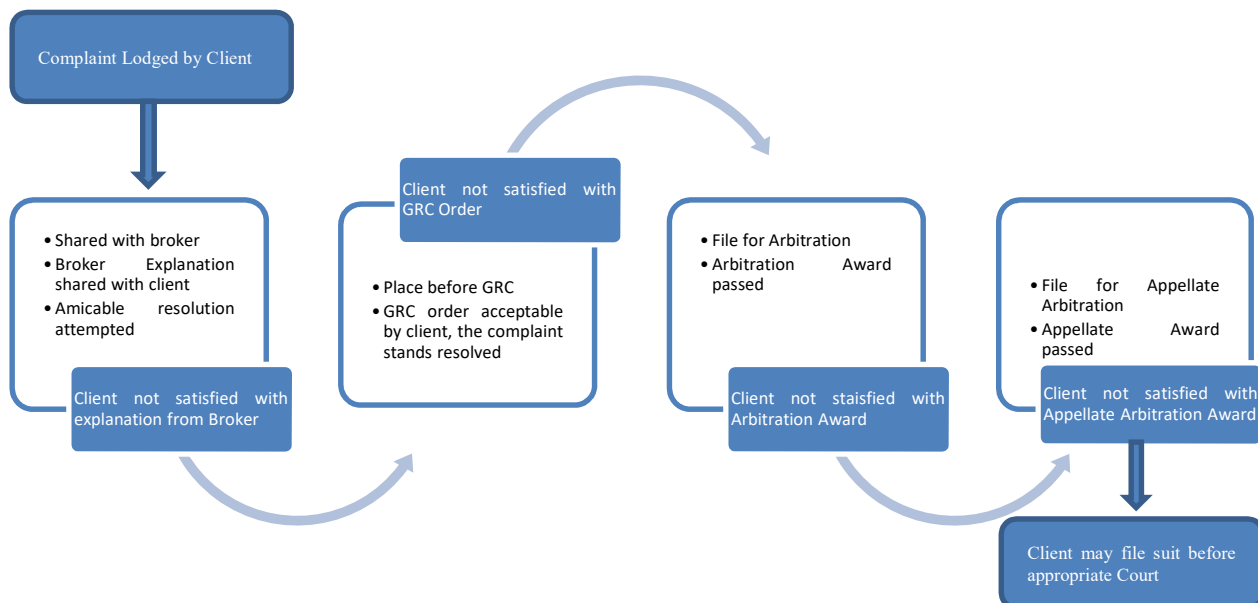 Complaint Lodged by Client
• Shared with broker
• Broker Explanation
shared with client
• Amicable resolution
attempted
Client not satisfied with
explanation from Broker
Client not satisfied with
GRC Order
• Place before GRC
• GRC order acceptable
by client, the complaint
stands resolved
• File for Arbitration
• Arbitration Award
passed
Client not staisfied with
Arbitration Award
• File for Appellate
Arbitration
• Appellate Award
passed
Client not satisfied with
Appellate Arbitration Award
Client may file suit before
appropriate Court